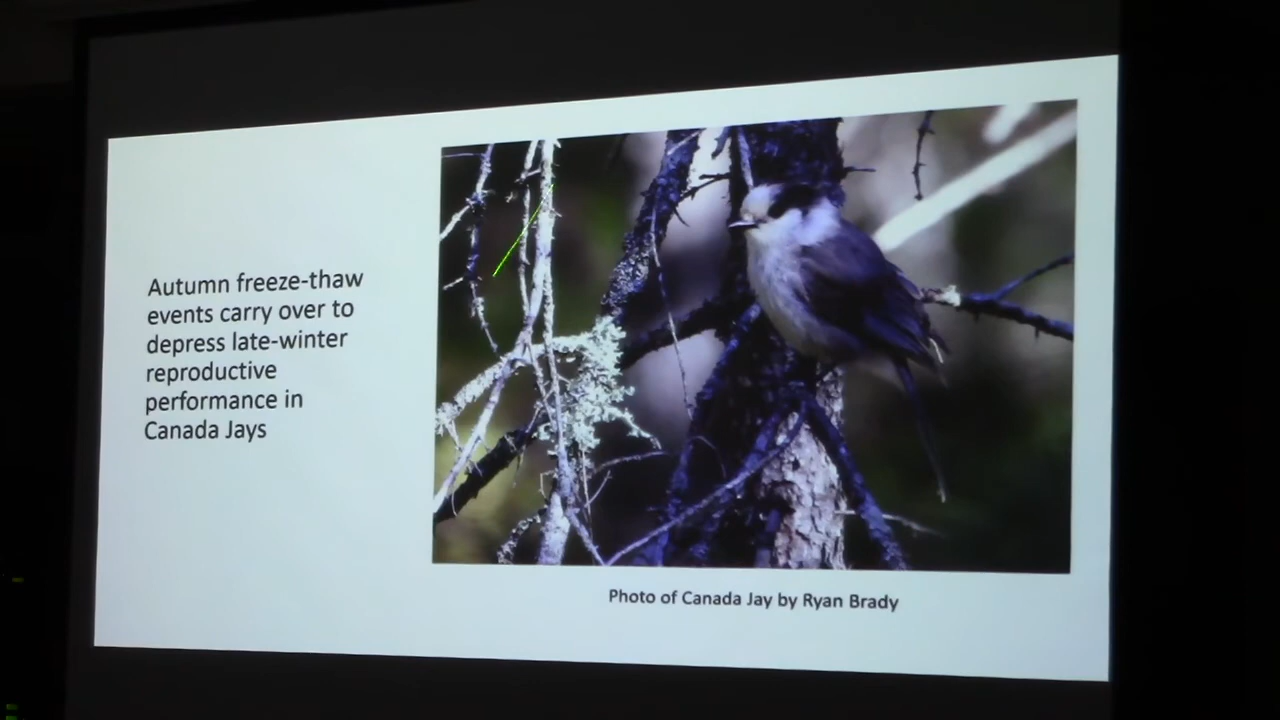 Autumn freeze-thaw
events carry over to
depress late-winter
reproductive
performance in
Canada Jays
Photo of Canada Jay by Ryan Brady